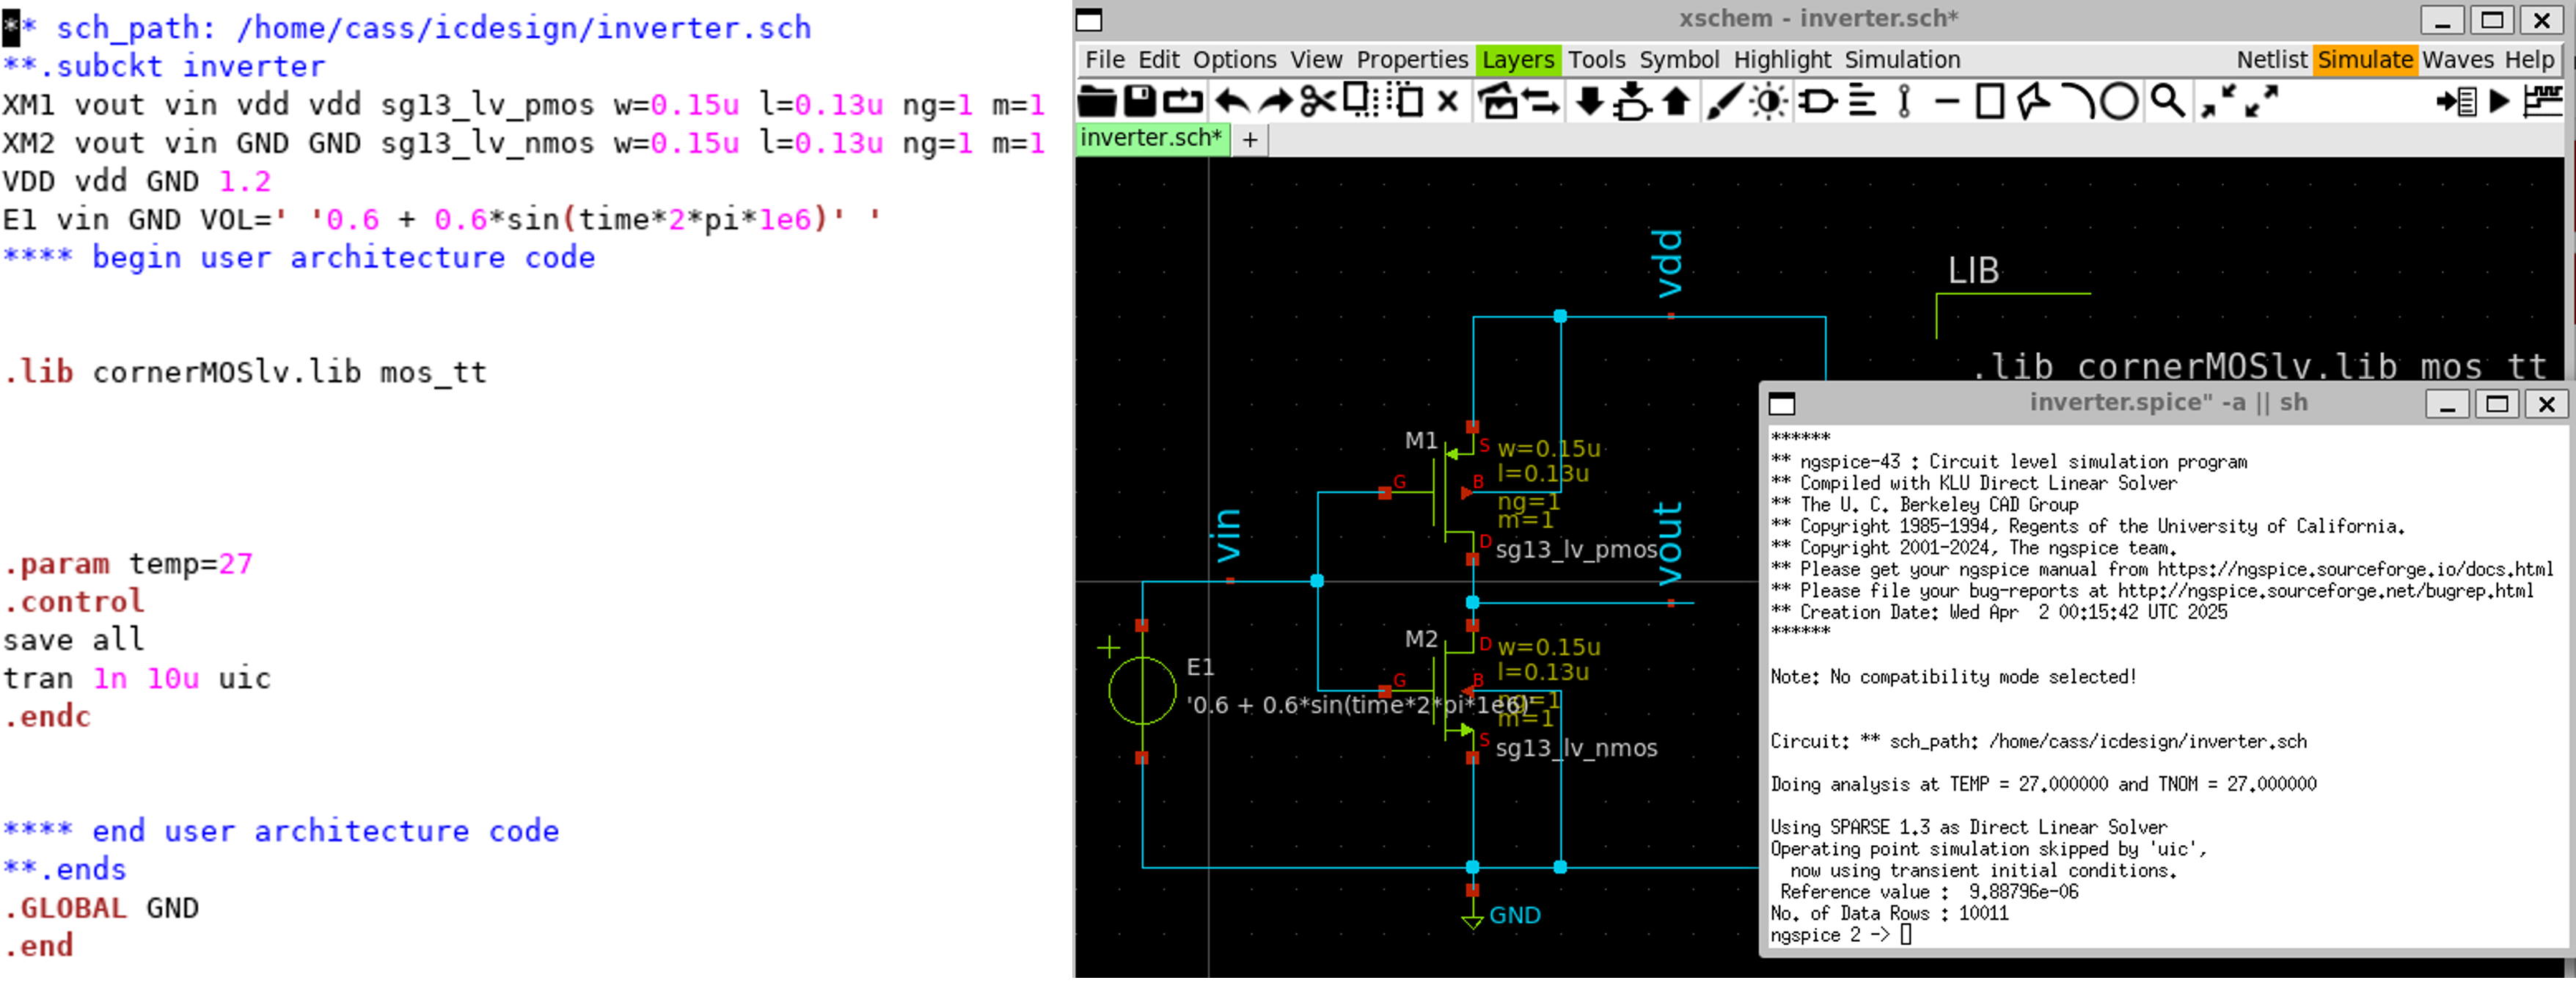 ** sch_path: /home/cass/icdesign/inverter.sch
**.subckt inverter
XM1 vout vin vdd vdd sg13_lv_pmos w=0.15u l=0.13u ng=1 m=1
XM2 vout vin GND GND sg13_lv_nmos w=0.15u l=0.13u ng=1 m=1
VDD vdd GND 1.2
E1 vin GND VOL=' '0.6 + 0.6*sin(time*2*pi*1e6)' '
**** begin user architecture code
.lib cornerMOSlv.lib mos_tt
.param temp=27
.control
save all
tran 1n 10u uic
.endc
**** end user architecture code
**.ends
.GLOBAL GND
.end
xschem - inverter.sch*
File Edit Options View Properties Layers Tools Symbol Highlight Simulation Netlist Simulate Waves Help
inverter.sch* +
vdd
LIB
.lib cornerMOSlv.lib mos_tt
M1
S
w=0.15u
l=0.13u
G
B
ng=1
m=1
D
sg13_lv_pmos
vin
vout
M2
D
w=0.15u
l=0.13u
G
B
ng=1
m=1
S
sg13_lv_nmos
E1
'0.6 + 0.6*sin(time*2*pi*1e6)'
GND
inverter.spice" -a || sh
******
** ngspice-43 : Circuit level simulation program
** Compiled with KLU Direct Linear Solver
** The U. C. Berkeley CAD Group
** Copyright 1985-1994, Regents of the University of California.
** Copyright 2001-2024, The ngspice team.
** Please get your ngspice manual from https://ngspice.sourceforge.io/docs.html
** Please file your bug-reports at http://ngspice.sourceforge.net/bugrep.html
** Creation Date: Wed Apr  2 00:15:42 UTC 2025
******
Note: No compatibility mode selected!
Circuit: ** sch_path: /home/cass/icdesign/inverter.sch
Doing analysis at TEMP = 27.000000 and TNOM = 27.000000
Using SPARSE 1.3 as Direct Linear Solver
Operating point simulation skipped by 'uic',
now using transient initial conditions.
Reference value :  9.88796e-06
No. of Data Rows : 10011
ngspice 2 ->